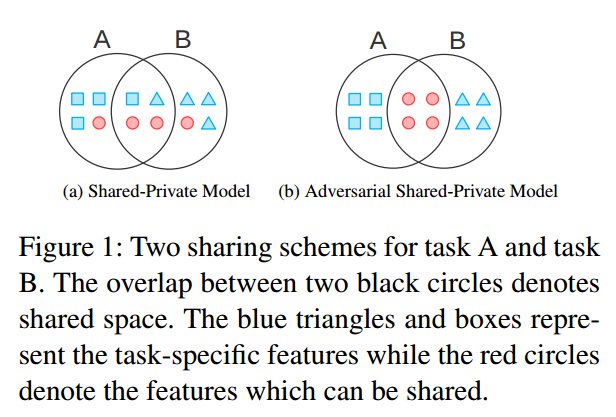 A B A B
(a) Shared-Private Model (b) Adversarial Shared-Private Model
Figure 1: Two sharing schemes for task A and task
B. The overlap between two black circles denotes
shared space. The blue triangles and boxes repre-
sent the task-specific features while the red circles
denote the features which can be shared.